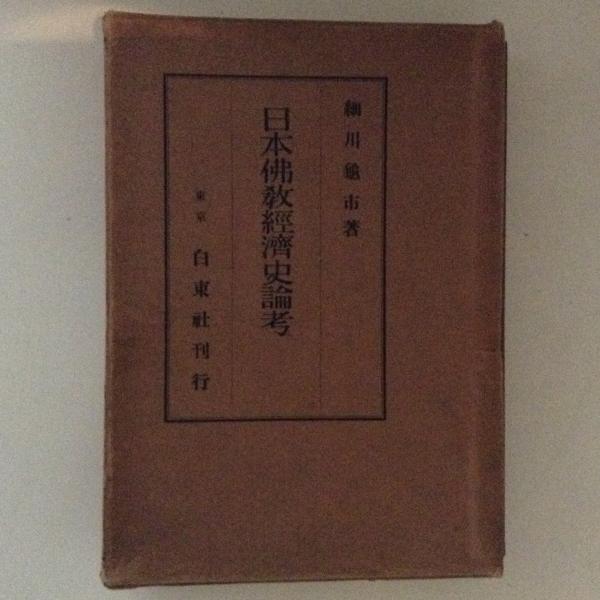 細川龜市著
日本佛敎經濟史論考
東京 白東社刊行